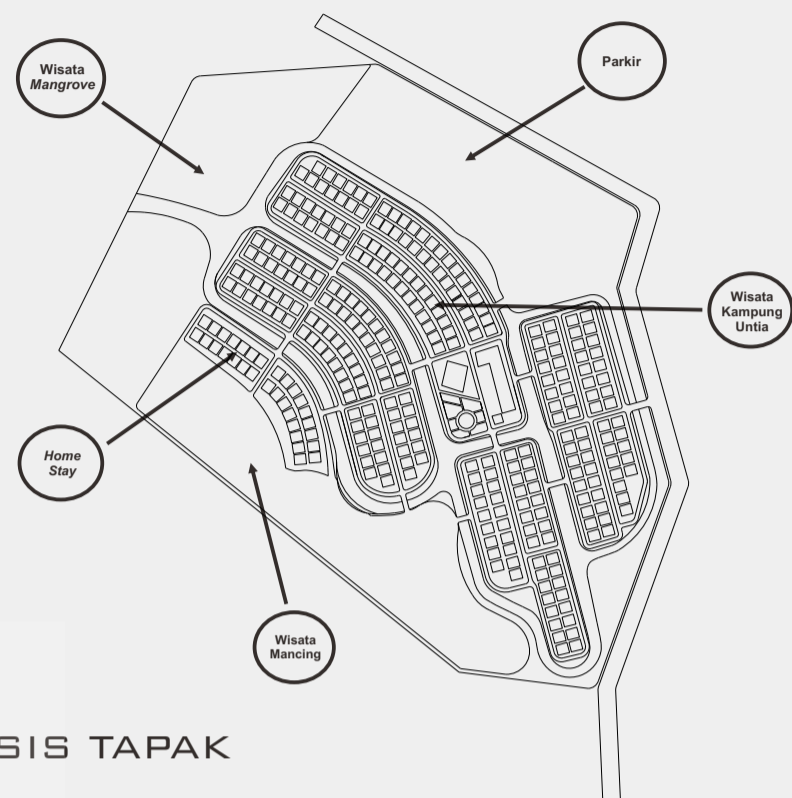 Wisata
Mangrove
Parkir
Wisata
Kampung
Untia
Home
Stay
Wisata
Mancing
SIS TAPAK